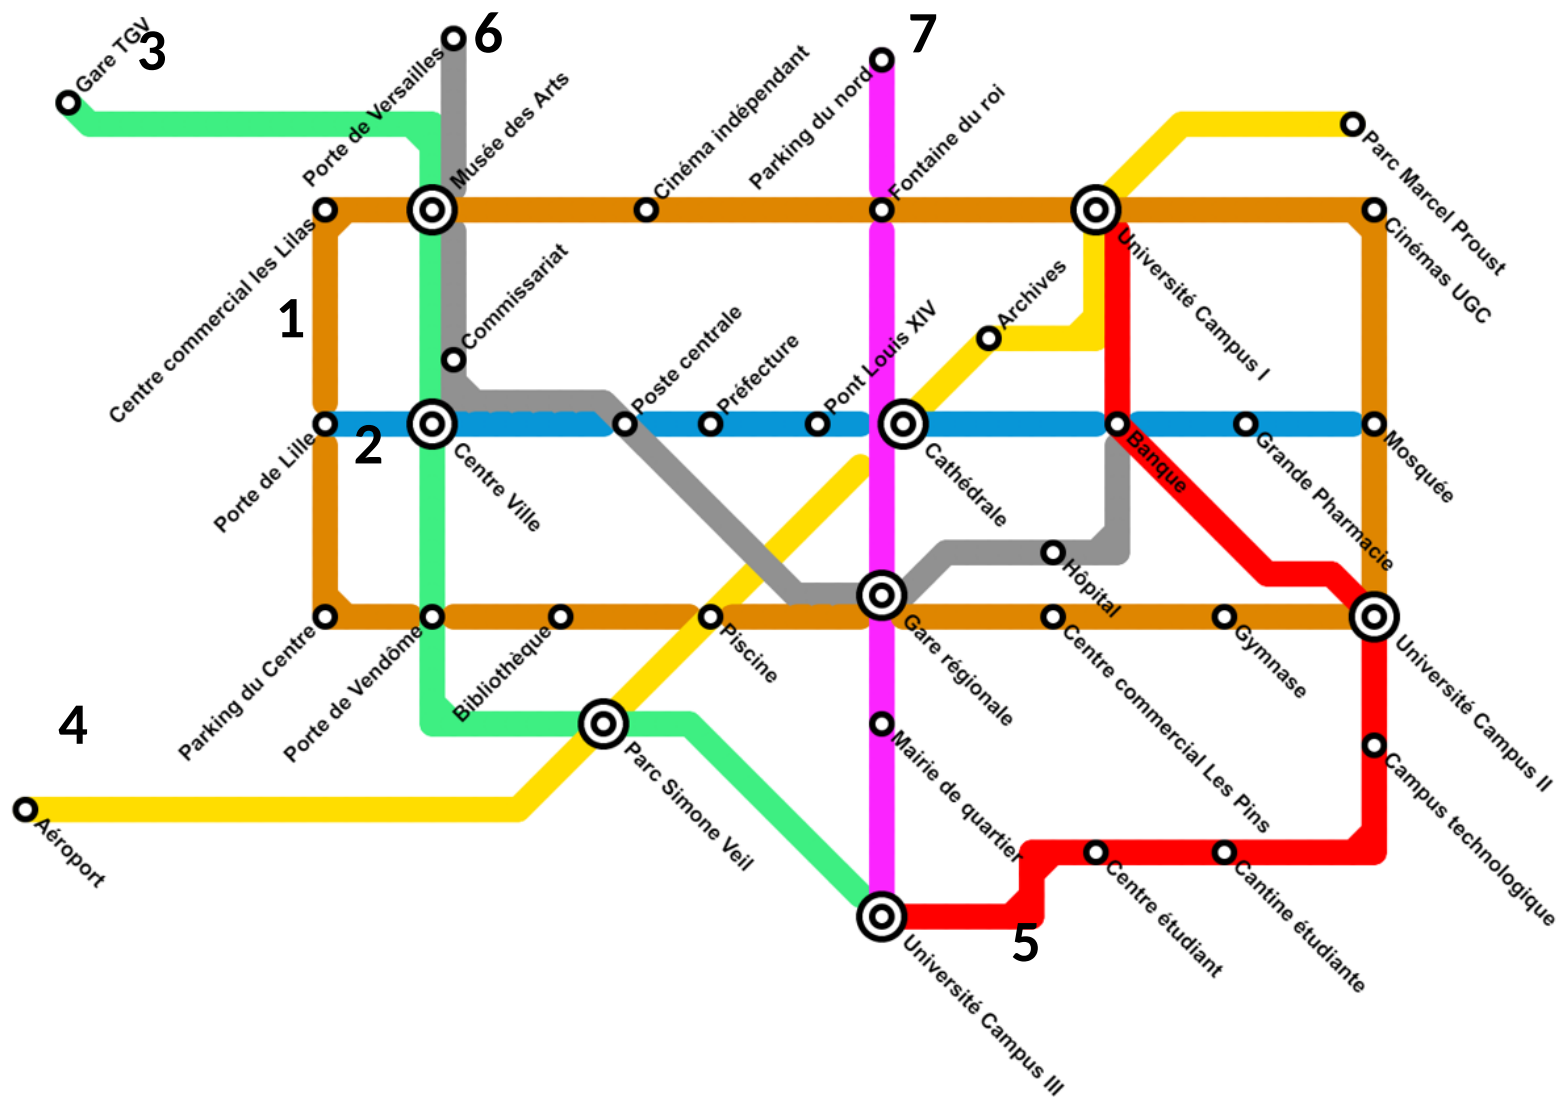 Gare TGV
3
Porte de Versailles
6
Musée des Arts
Cinéma indépendant
Parking du nord
7
Fontaine du roi
Parc Marcel Proust
Centre commercial les Lilas
Université Campus I
Cinémas UGC
1
Commissariat
Archives
Poste centrale
Préfecture
Pont Louis XIV
Porte de Lille
2
Centre Ville
Cathédrale
Banque
Grande Pharmacie
Mosquée
Hôpital
Parking du Centre
Porte de Vendôme
Bibliothèque
Piscine
Gare régionale
Centre commercial Les Pins
Gymnase
Université Campus II
4
Parc Simone Veil
Mairie de quartier
Campus technologique
Aéroport
Centre étudiant
Cantine étudiante
5
Université Campus III